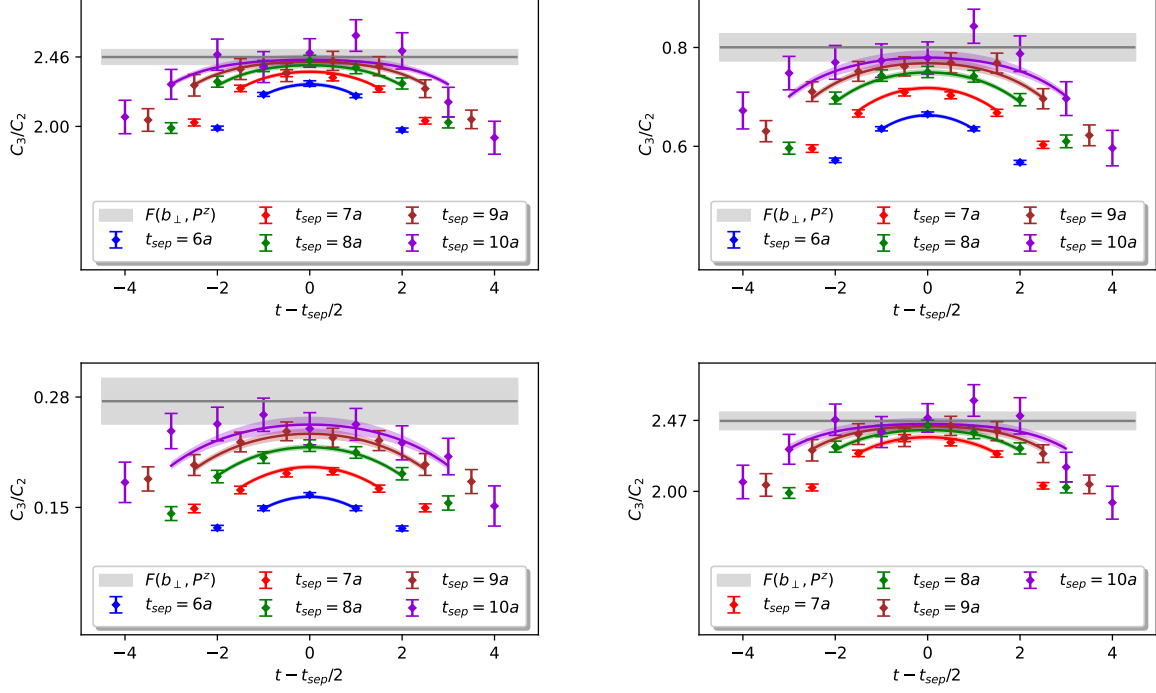 2.46
2.00
C_3/C_2
F(b_⊥, P^z)
t_sep = 6a
t_sep = 7a
t_sep = 8a
t_sep = 9a
t_sep = 10a
−4 −2 0 2 4
t − t_sep/2
0.8
0.6
C_3/C_2
F(b_⊥, P^z)
t_sep = 6a
t_sep = 7a
t_sep = 8a
t_sep = 9a
t_sep = 10a
−4 −2 0 2 4
t − t_sep/2
0.28
0.15
C_3/C_2
F(b_⊥, P^z)
t_sep = 6a
t_sep = 7a
t_sep = 8a
t_sep = 9a
t_sep = 10a
−4 −2 0 2 4
t − t_sep/2
2.47
2.00
C_3/C_2
F(b_⊥, P^z)
t_sep = 7a
t_sep = 8a
t_sep = 9a
t_sep = 10a
−4 −2 0 2 4
t − t_sep/2